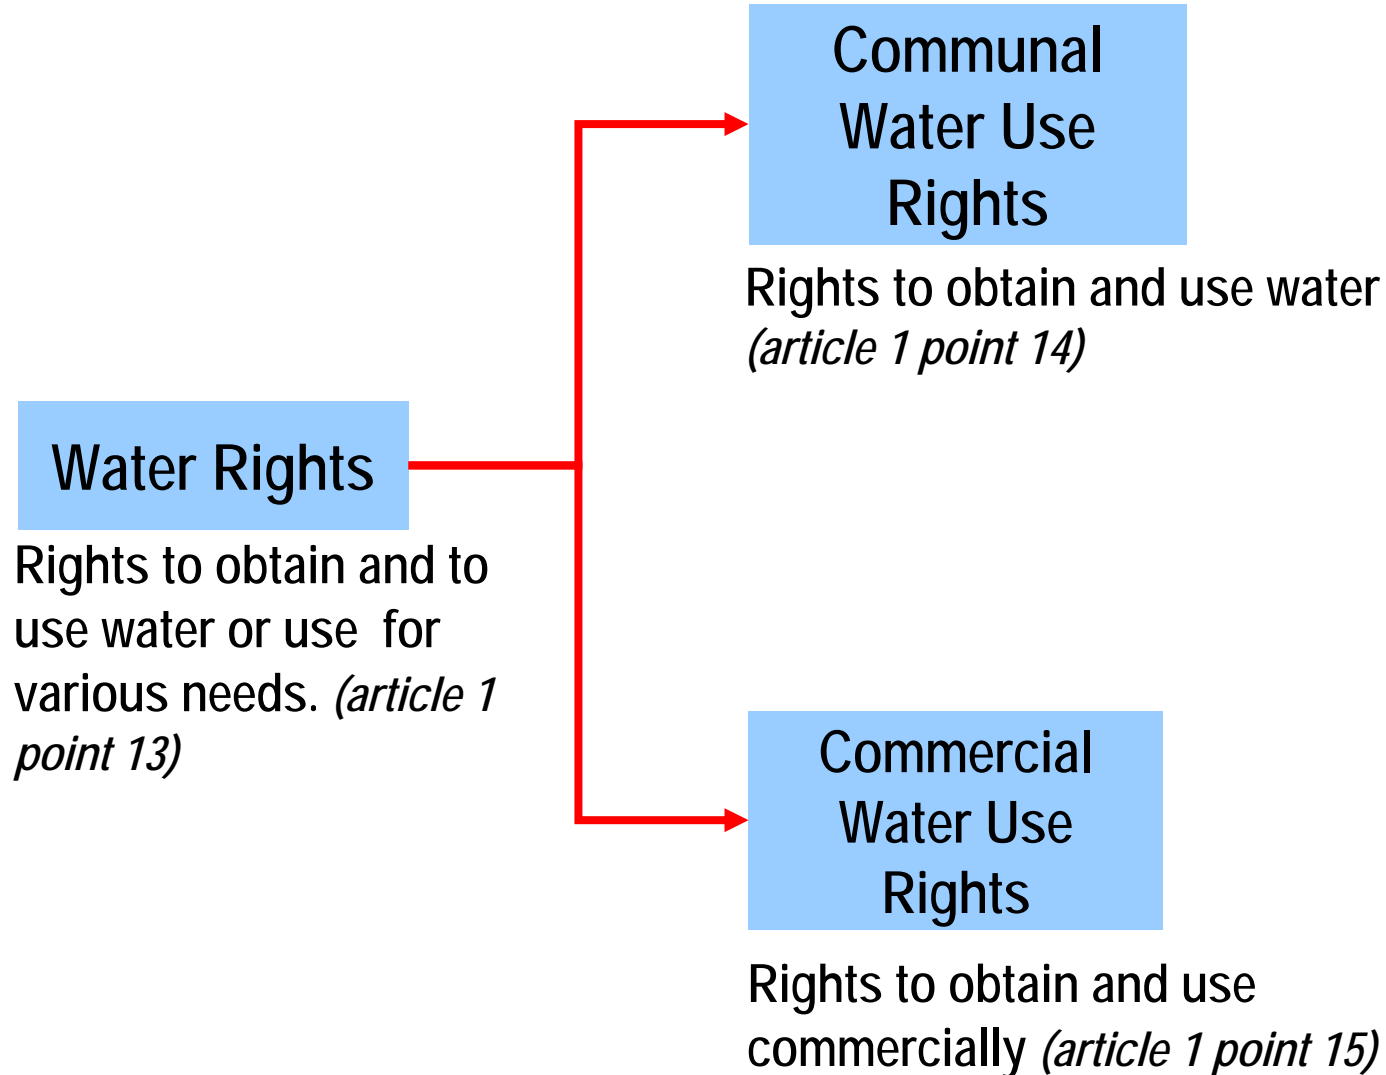 Communal
Water Use
Rights
Rights to obtain and use water
(article 1 point 14)
Water Rights
Rights to obtain and to
use water or use for
various needs. (article 1
point 13)
Commercial
Water Use
Rights
Rights to obtain and use
commercially (article 1 point 15)